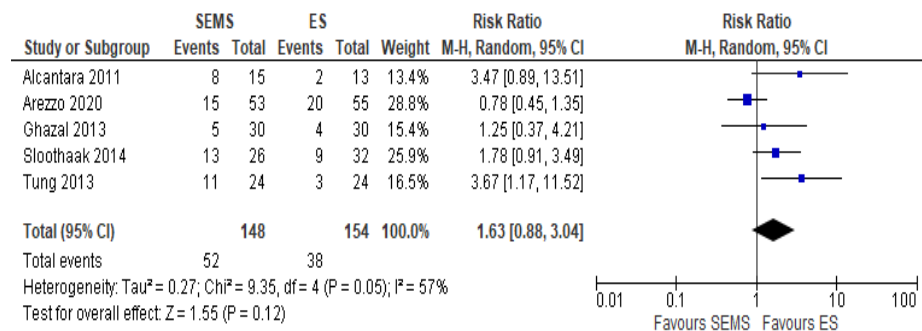 SEMS ES Risk Ratio Risk Ratio
Study or Subgroup Events Total Events Total Weight M-H, Random, 95% CI M-H, Random, 95% CI
Alcantara 2011 8 15 2 13 13.4% 3.47 [0.89, 13.51]
Arezzo 2020 15 53 20 55 28.8% 0.78 [0.45, 1.35]
Ghazal 2013 5 30 4 30 15.4% 1.25 [0.37, 4.21]
Sloothaak 2014 13 26 9 32 25.9% 1.78 [0.91, 3.49]
Tung 2013 11 24 3 24 16.5% 3.67 [1.17, 11.52]
Total (95% CI) 148 154 100.0% 1.63 [0.88, 3.04]
Total events 52 38
Heterogeneity: Tau² = 0.27; Chi² = 9.35, df = 4 (P = 0.05); I² = 57%
Test for overall effect: Z = 1.55 (P = 0.12)
0.01 0.1 1 10 100
Favours SEMS Favours ES